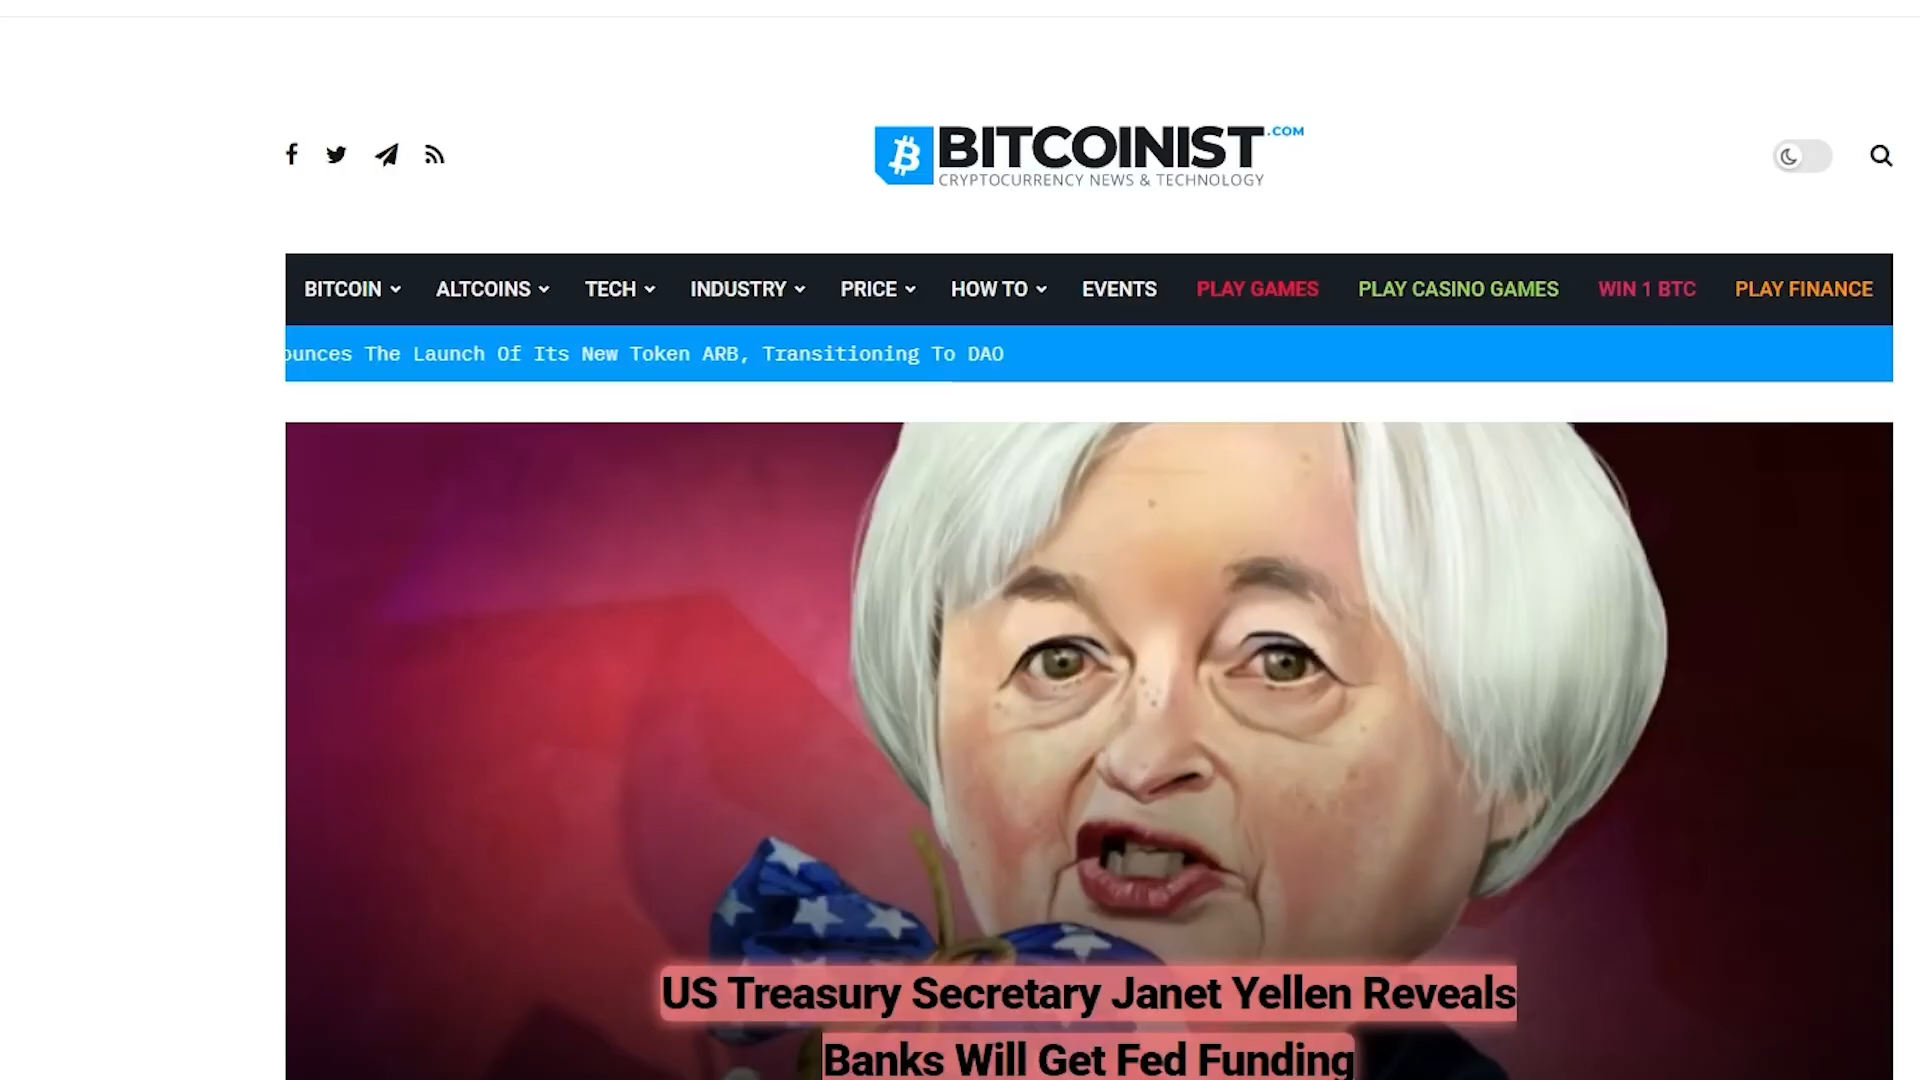 BITCOINIST.COM
CRYPTOCURRENCY NEWS & TECHNOLOGY
BITCOIN ALTCOINS TECH INDUSTRY PRICE HOW TO EVENTS PLAY GAMES PLAY CASINO GAMES WIN 1 BTC PLAY FINANCE
ounces The Launch Of Its New Token ARB, Transitioning To DAO
US Treasury Secretary Janet Yellen Reveals
Banks Will Get Fed Funding